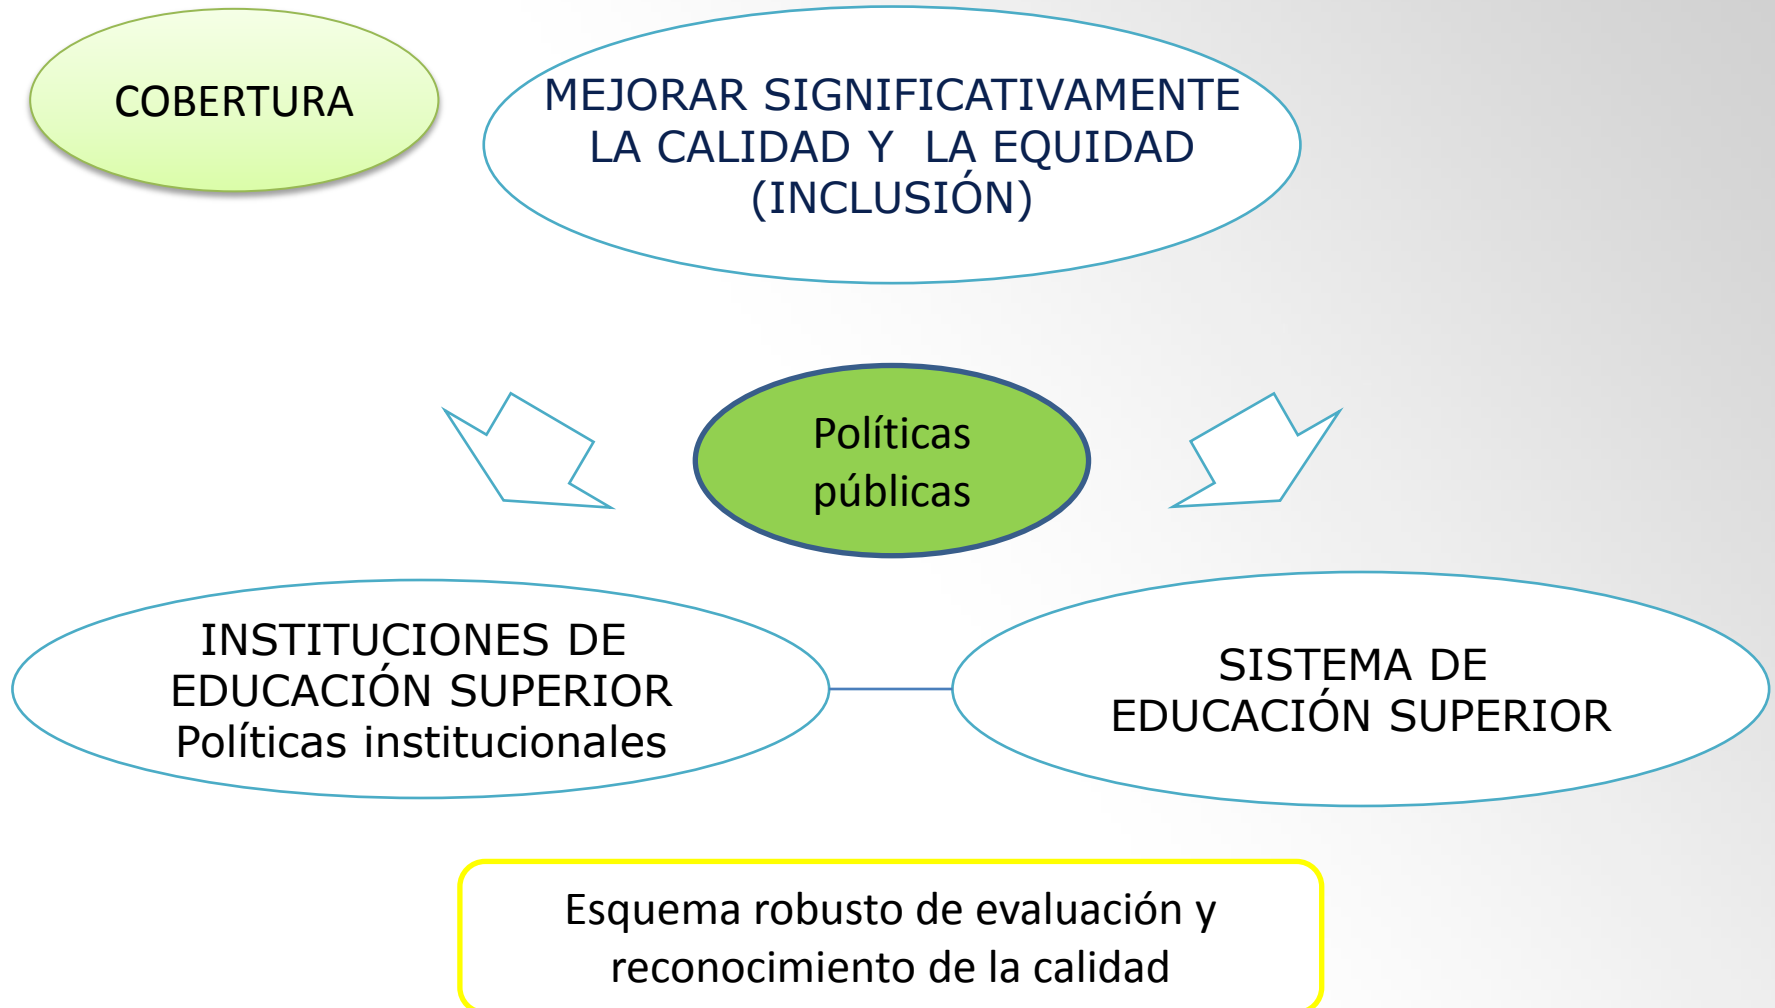 COBERTURA
MEJORAR SIGNIFICATIVAMENTE
LA CALIDAD Y LA EQUIDAD
(INCLUSIÓN)
Políticas
públicas
INSTITUCIONES DE
EDUCACIÓN SUPERIOR
Políticas institucionales
SISTEMA DE
EDUCACIÓN SUPERIOR
Esquema robusto de evaluación y
reconocimiento de la calidad